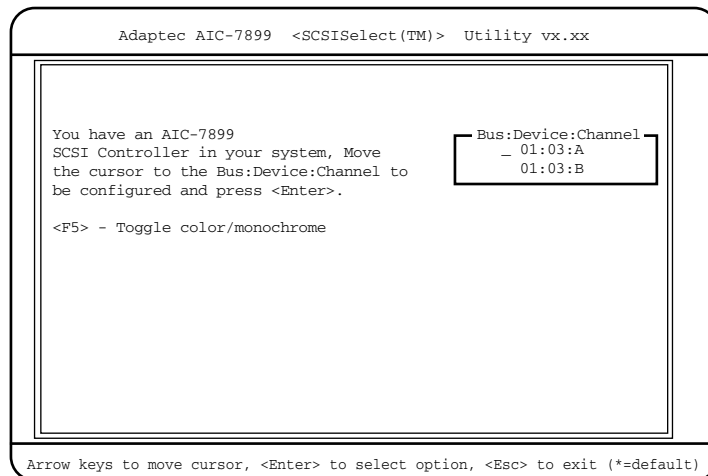 Adaptec AIC-7899 <SCSISelect(TM)> Utility vx.xx
You have an AIC-7899
SCSI Controller in your system, Move
the cursor to the Bus:Device:Channel to
be configured and press <Enter>.
<F5> - Toggle color/monochrome
Bus:Device:Channel
_ 01:03:A
01:03:B
Arrow keys to move cursor, <Enter> to select option, <Esc> to exit (*=default)